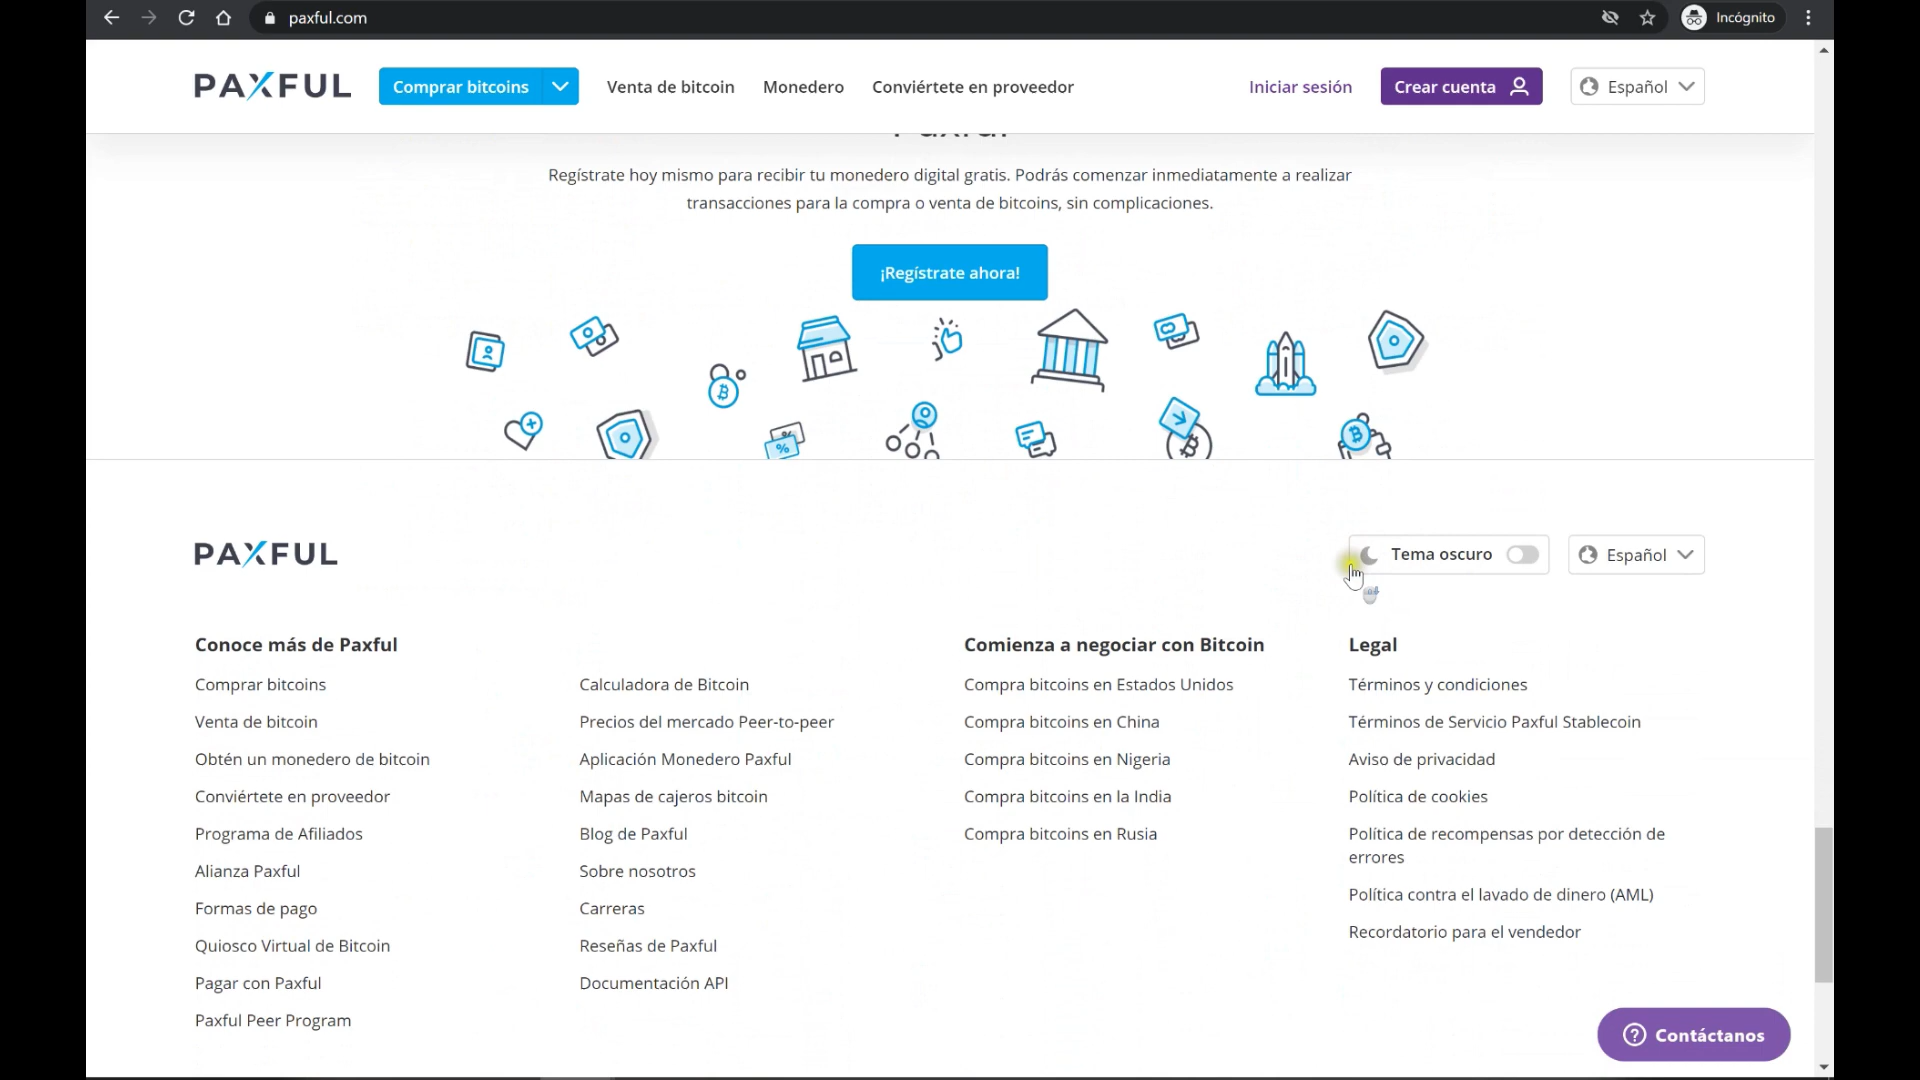 paxful.com
Incógnito
PAXFUL
Comprar bitcoins
Venta de bitcoin
Monedero
Conviértete en proveedor
Iniciar sesión
Crear cuenta
Español
Paxful
Regístrate hoy mismo para recibir tu monedero digital gratis. Podrás comenzar inmediatamente a realizar
transacciones para la compra o venta de bitcoins, sin complicaciones.
¡Regístrate ahora!
PAXFUL
Tema oscuro
Español
Conoce más de Paxful
Comprar bitcoins
Venta de bitcoin
Obtén un monedero de bitcoin
Conviértete en proveedor
Programa de Afiliados
Alianza Paxful
Formas de pago
Quiosco Virtual de Bitcoin
Pagar con Paxful
Paxful Peer Program
Calculadora de Bitcoin
Precios del mercado Peer-to-peer
Aplicación Monedero Paxful
Mapas de cajeros bitcoin
Blog de Paxful
Sobre nosotros
Carreras
Reseñas de Paxful
Documentación API
Comienza a negociar con Bitcoin
Compra bitcoins en Estados Unidos
Compra bitcoins en China
Compra bitcoins en Nigeria
Compra bitcoins en la India
Compra bitcoins en Rusia
Legal
Términos y condiciones
Términos de Servicio Paxful Stablecoin
Aviso de privacidad
Política de cookies
Política de recompensas por detección de
errores
Política contra el lavado de dinero (AML)
Recordatorio para el vendedor
Contáctanos